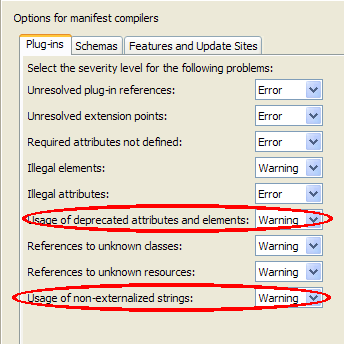 Options for manifest compilers
Plug-ins Schemas Features and Update Sites
Select the severity level for the following problems:
Unresolved plug-in references: Error
Unresolved extension points: Error
Required attributes not defined: Error
Illegal elements: Warning
Illegal attributes: Error
Usage of deprecated attributes and elements: Warning
References to unknown classes: Warning
References to unknown resources: Warning
Usage of non-externalized strings: Warning